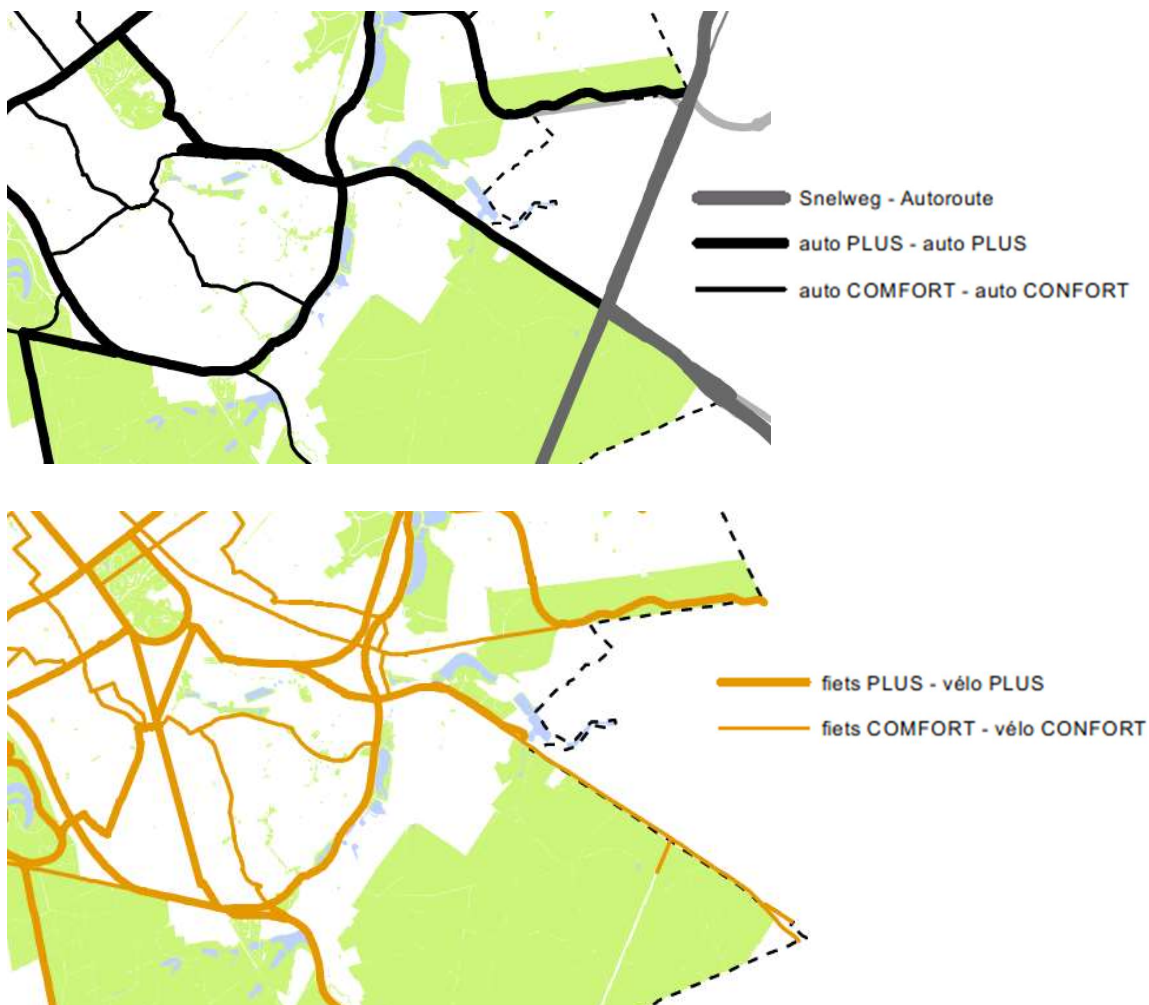 Snelweg - Autoroute
auto PLUS - auto PLUS
auto COMFORT - auto CONFORT
fiets PLUS - vélo PLUS
fiets COMFORT - vélo CONFORT